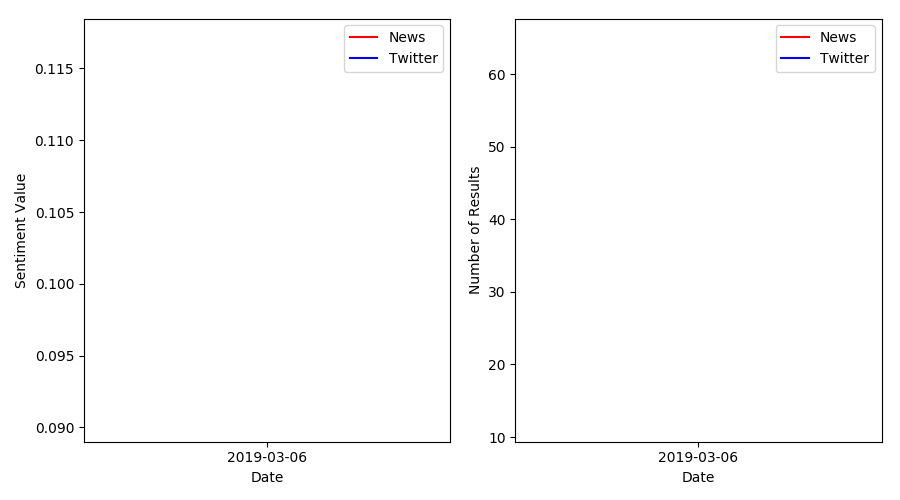 News
Twitter
0.115
0.110
0.105
0.100
0.095
0.090
Sentiment Value
2019-03-06
Date
News
Twitter
60
50
40
30
20
10
Number of Results
2019-03-06
Date